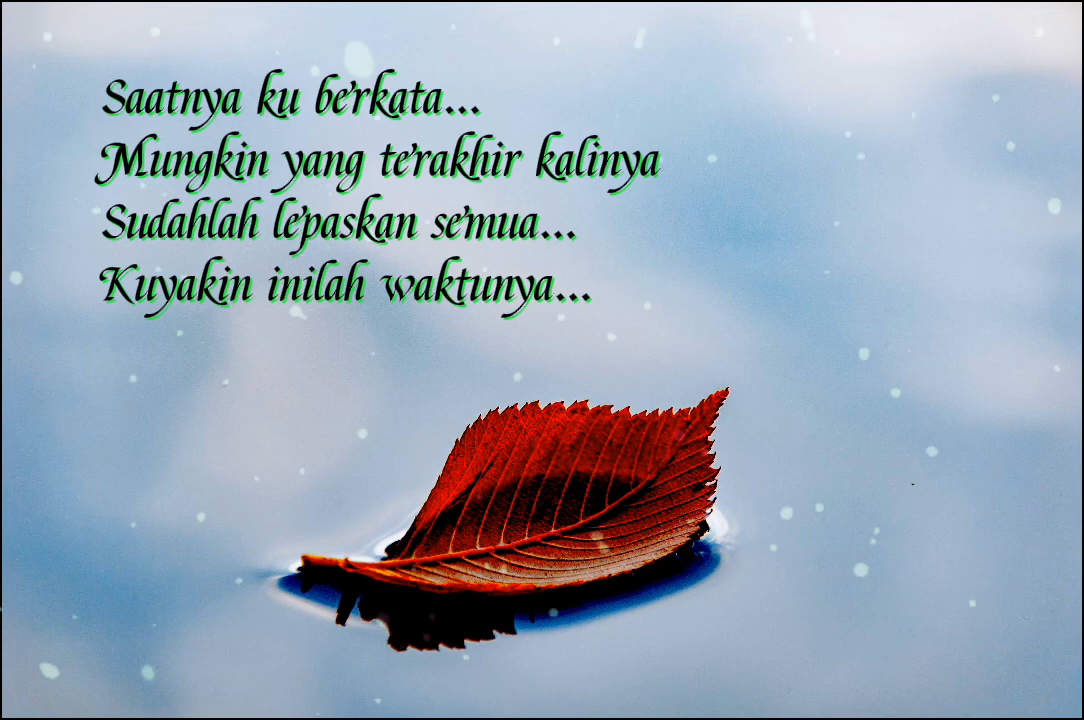 Saatnya ku berkata...
Mungkin yang terakhir kalinya
Sudahlah lepaskan semua...
Kuyakin inilah waktunya...